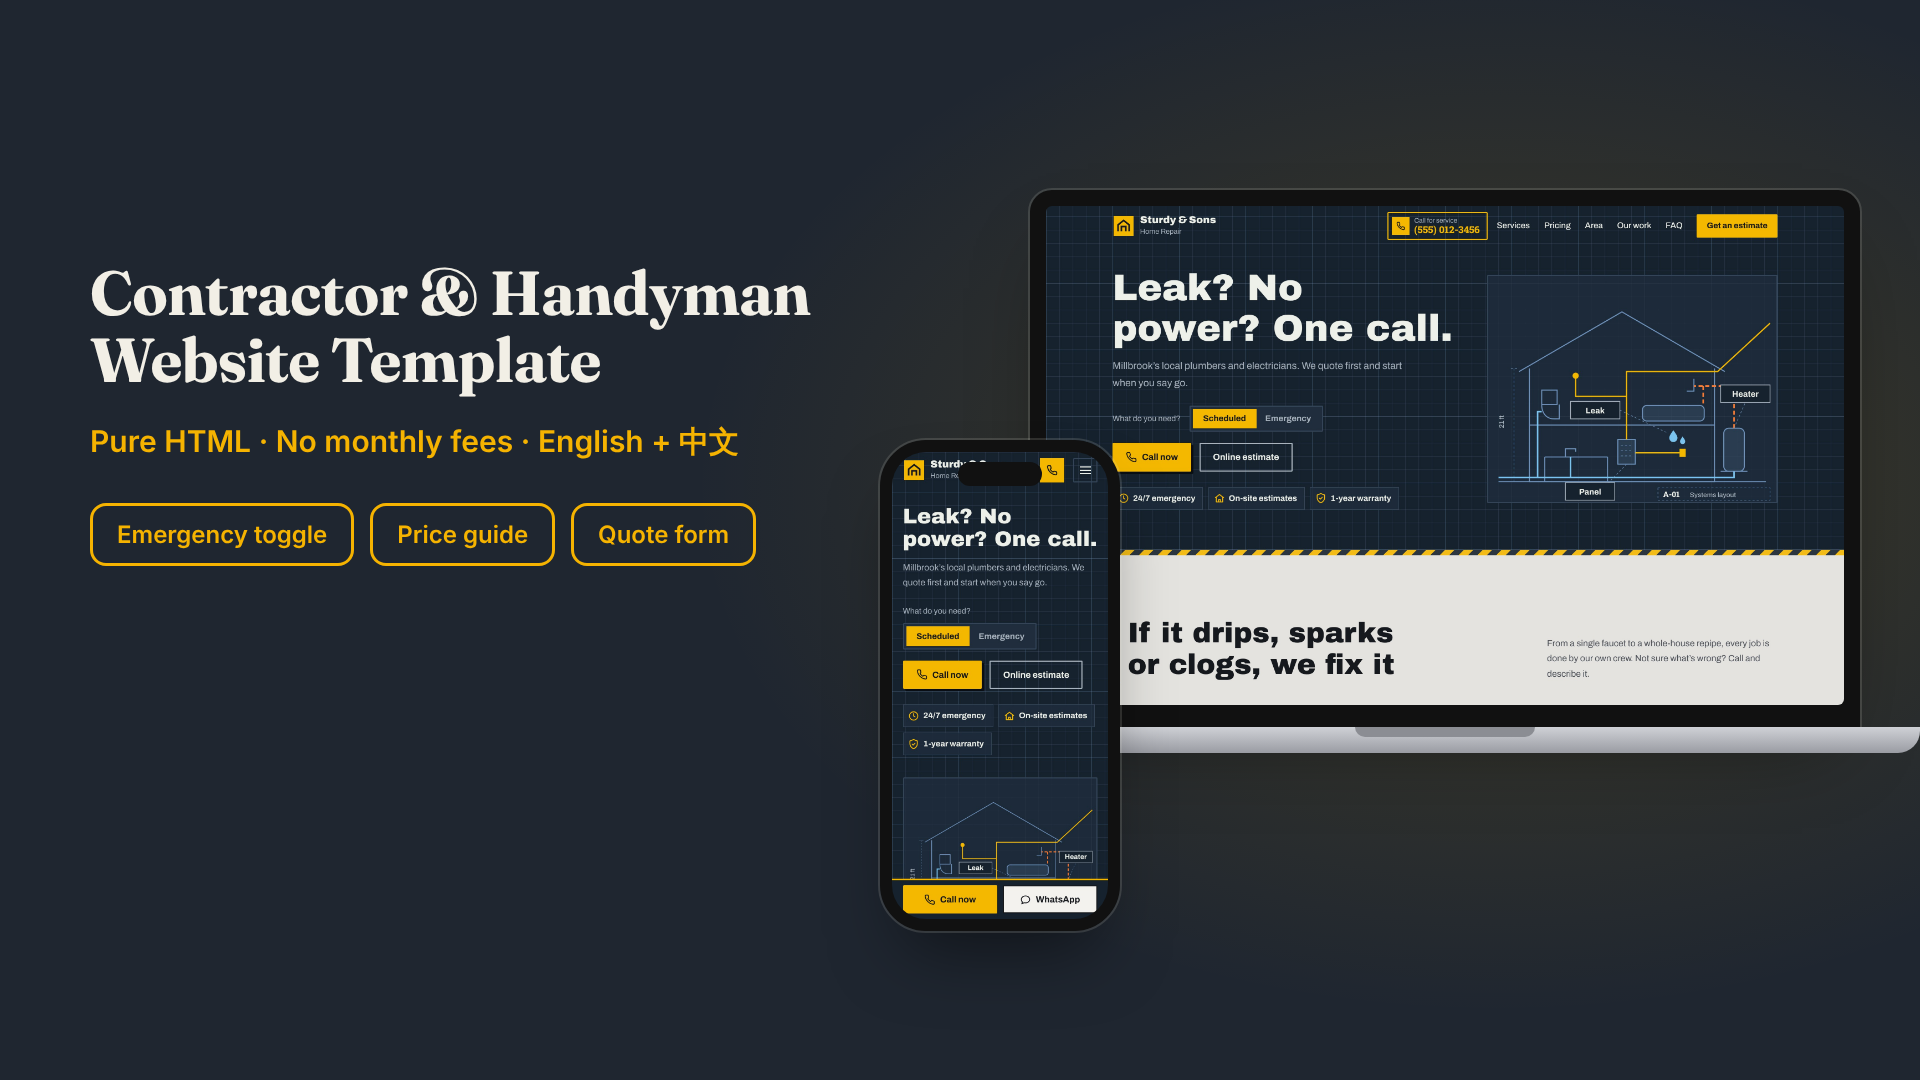 Contractor & Handyman
Website Template
Pure HTML · No monthly fees · English + 中文
Emergency toggle
Price guide
Quote form
Sturdy & Sons
Home Repair
Call for service
(555) 012-3456
Services
Pricing
Area
Our work
FAQ
Get an estimate
Leak? No
power? One call.
Millbrook's local plumbers and electricians. We quote first and start
when you say go.
What do you need?
Scheduled
Emergency
Call now
Online estimate
24/7 emergency
On-site estimates
1-year warranty
21 ft
Leak
Heater
Panel
A-01
Systems layout
If it drips, sparks
or clogs, we fix it
From a single faucet to a whole-house repipe, every job is
done by our own crew. Not sure what's wrong? Call and
describe it.
Leak? No
power? One call.
Millbrook's local plumbers and electricians. We
quote first and start when you say go.
What do you need?
Scheduled
Emergency
Call now
Online estimate
24/7 emergency
On-site estimates
1-year warranty
Leak
Heater
Call now
WhatsApp